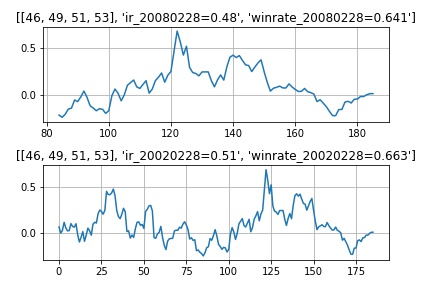 [[46, 49, 51, 53], 'ir_20080228=0.48', 'winrate_20080228=0.641']
0.5
0.0
80 100 120 140 160 180
[[46, 49, 51, 53], 'ir_20020228=0.51', 'winrate_20020228=0.663']
0.5
0.0
0 25 50 75 100 125 150 175